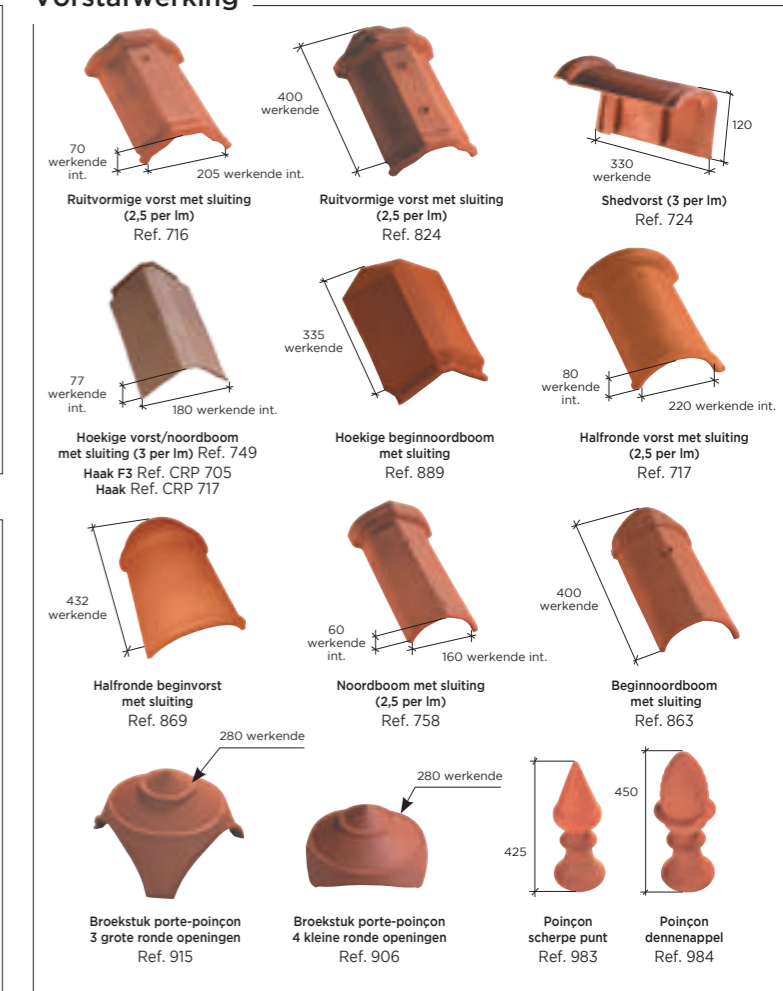 Vorstafwerking
70
werkende
int.
205 werkende int.
Ruitvormige vorst met sluiting
(2,5 per lm)
Ref. 716
400
werkende
Ruitvormige vorst met sluiting
(2,5 per lm)
Ref. 824
120
330
werkende
Shedvorst (3 per lm)
Ref. 724
77
werkende
int.
180 werkende int.
Hoekige vorst/noordboom
met sluiting (3 per lm) Ref. 749
Haak F3 Ref. CRP 705
Haak Ref. CRP 717
335
werkende
Hoekige beginnoordboom
met sluiting
Ref. 889
80
werkende
int.
220 werkende int.
Halfronde vorst met sluiting
(2,5 per lm)
Ref. 717
432
werkende
Halfronde beginvorst
met sluiting
Ref. 869
60
werkende
int.
160 werkende int.
Noordboom met sluiting
(2,5 per lm)
Ref. 758
400
werkende
Beginnoordboom
met sluiting
Ref. 863
280 werkende
Broekstuk porte-poinçon
3 grote ronde openingen
Ref. 915
280 werkende
Broekstuk porte-poinçon
4 kleine ronde openingen
Ref. 906
425
Poinçon
scherpe punt
Ref. 983
450
Poinçon
dennenappel
Ref. 984